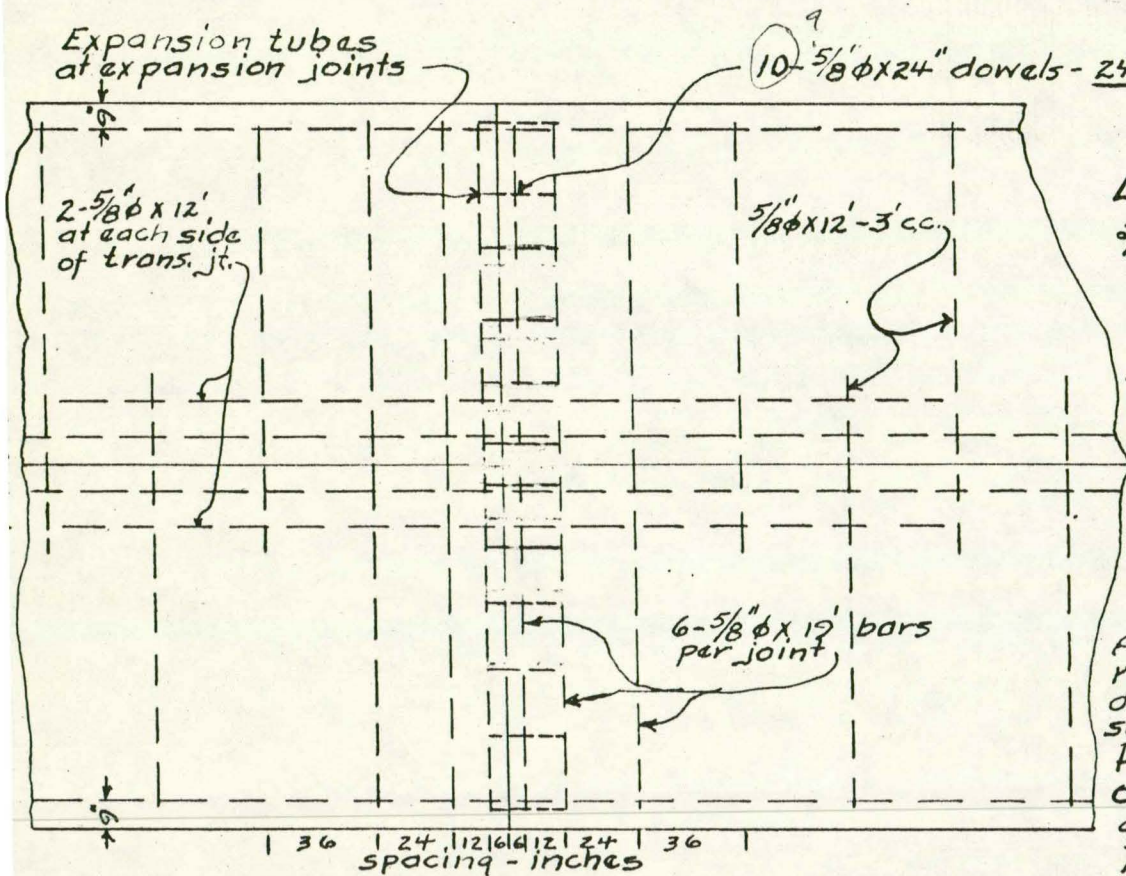 Expansion tubes
at expansion joints
9
10-5/8"ϕX24" dowels - 24
6"
2-5/8"ϕ X 12'
at each side
of trans. jt.
5/8"ϕX12'-3'c.c.
6-5/8"ϕ X 19' bars
per joint
6"
36 24 12 6 6 12 24 36
spacing - inches